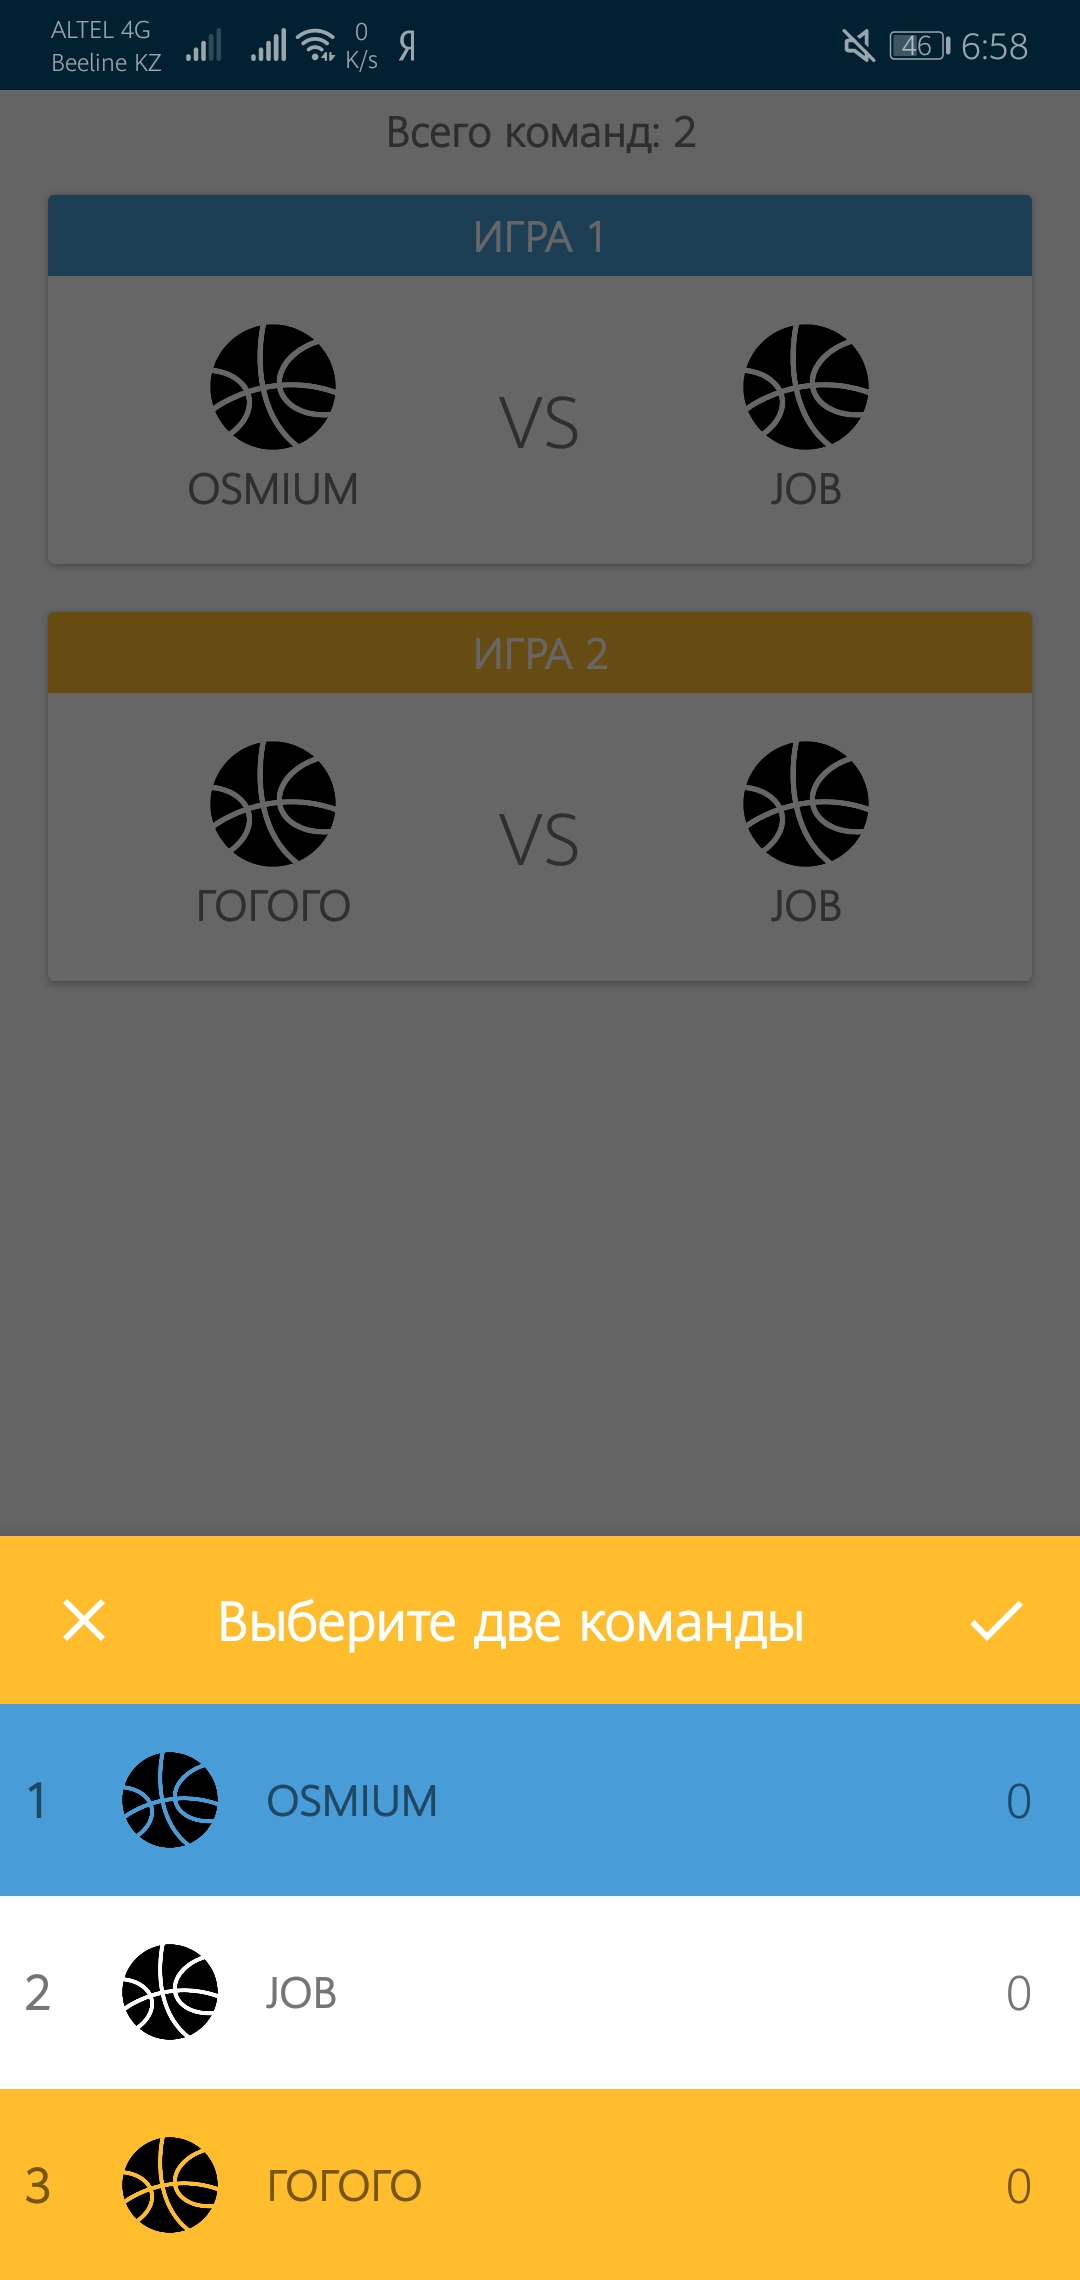 ALTEL 4G
Beeline KZ
0
K/s
Я
46
6:58
Всего команд: 2
ИГРА 1
VS
OSMIUM
JOB
ИГРА 2
VS
ГОГОГО
JOB
Выберите две команды
1 OSMIUM 0
2 JOB 0
3 ГОГОГО 0